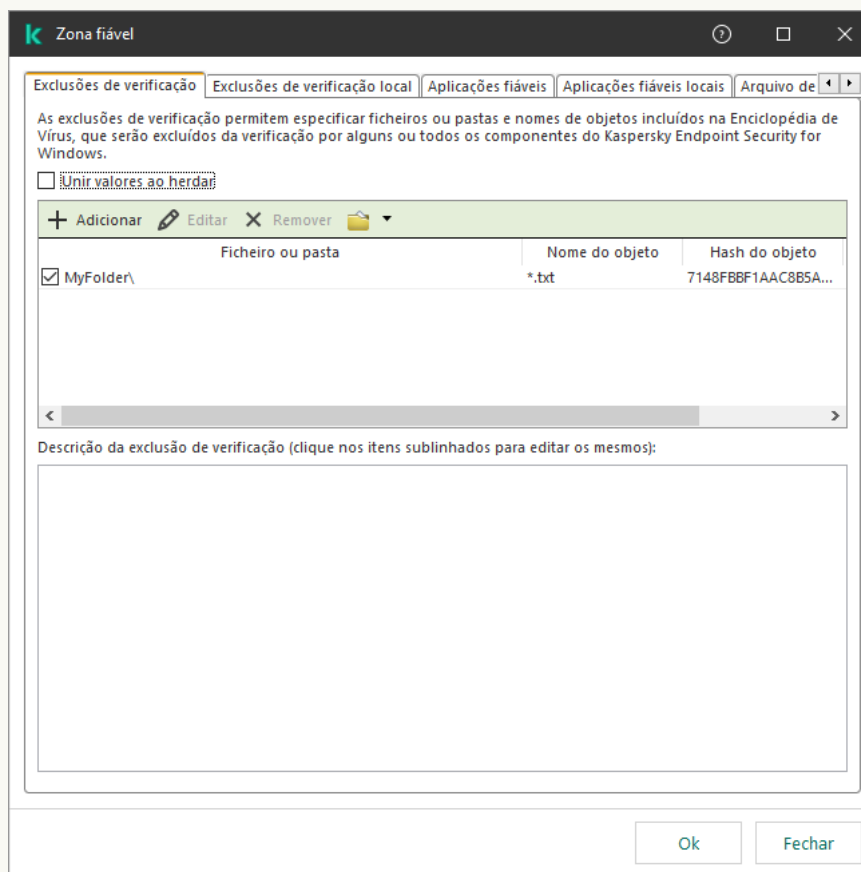 Zona fiável
Exclusões de verificação
Exclusões de verificação local
Aplicações fiáveis
Aplicações fiáveis locais
Arquivo de
As exclusões de verificação permitem especificar ficheiros ou pastas e nomes de objetos incluídos na Enciclopédia de
Vírus, que serão excluídos da verificação por alguns ou todos os componentes do Kaspersky Endpoint Security for
Windows.
Unir valores ao herdar
Adicionar
Editar
Remover
Ficheiro ou pasta
Nome do objeto
Hash do objeto
MyFolder\
*.txt
7148FBBF1AAC8B5A...
Descrição da exclusão de verificação (clique nos itens sublinhados para editar os mesmos):
Ok
Fechar